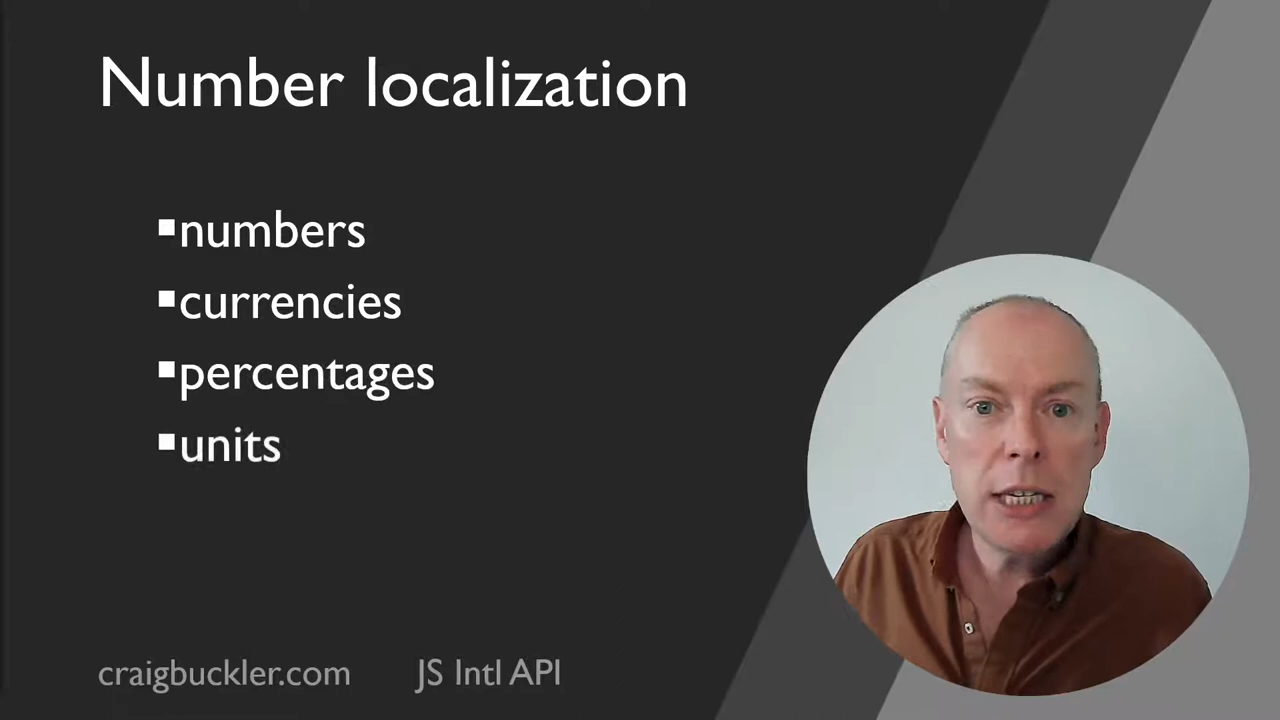 Number localization
▪numbers
▪currencies
▪percentages
▪units
craigbuckler.com JS Intl API